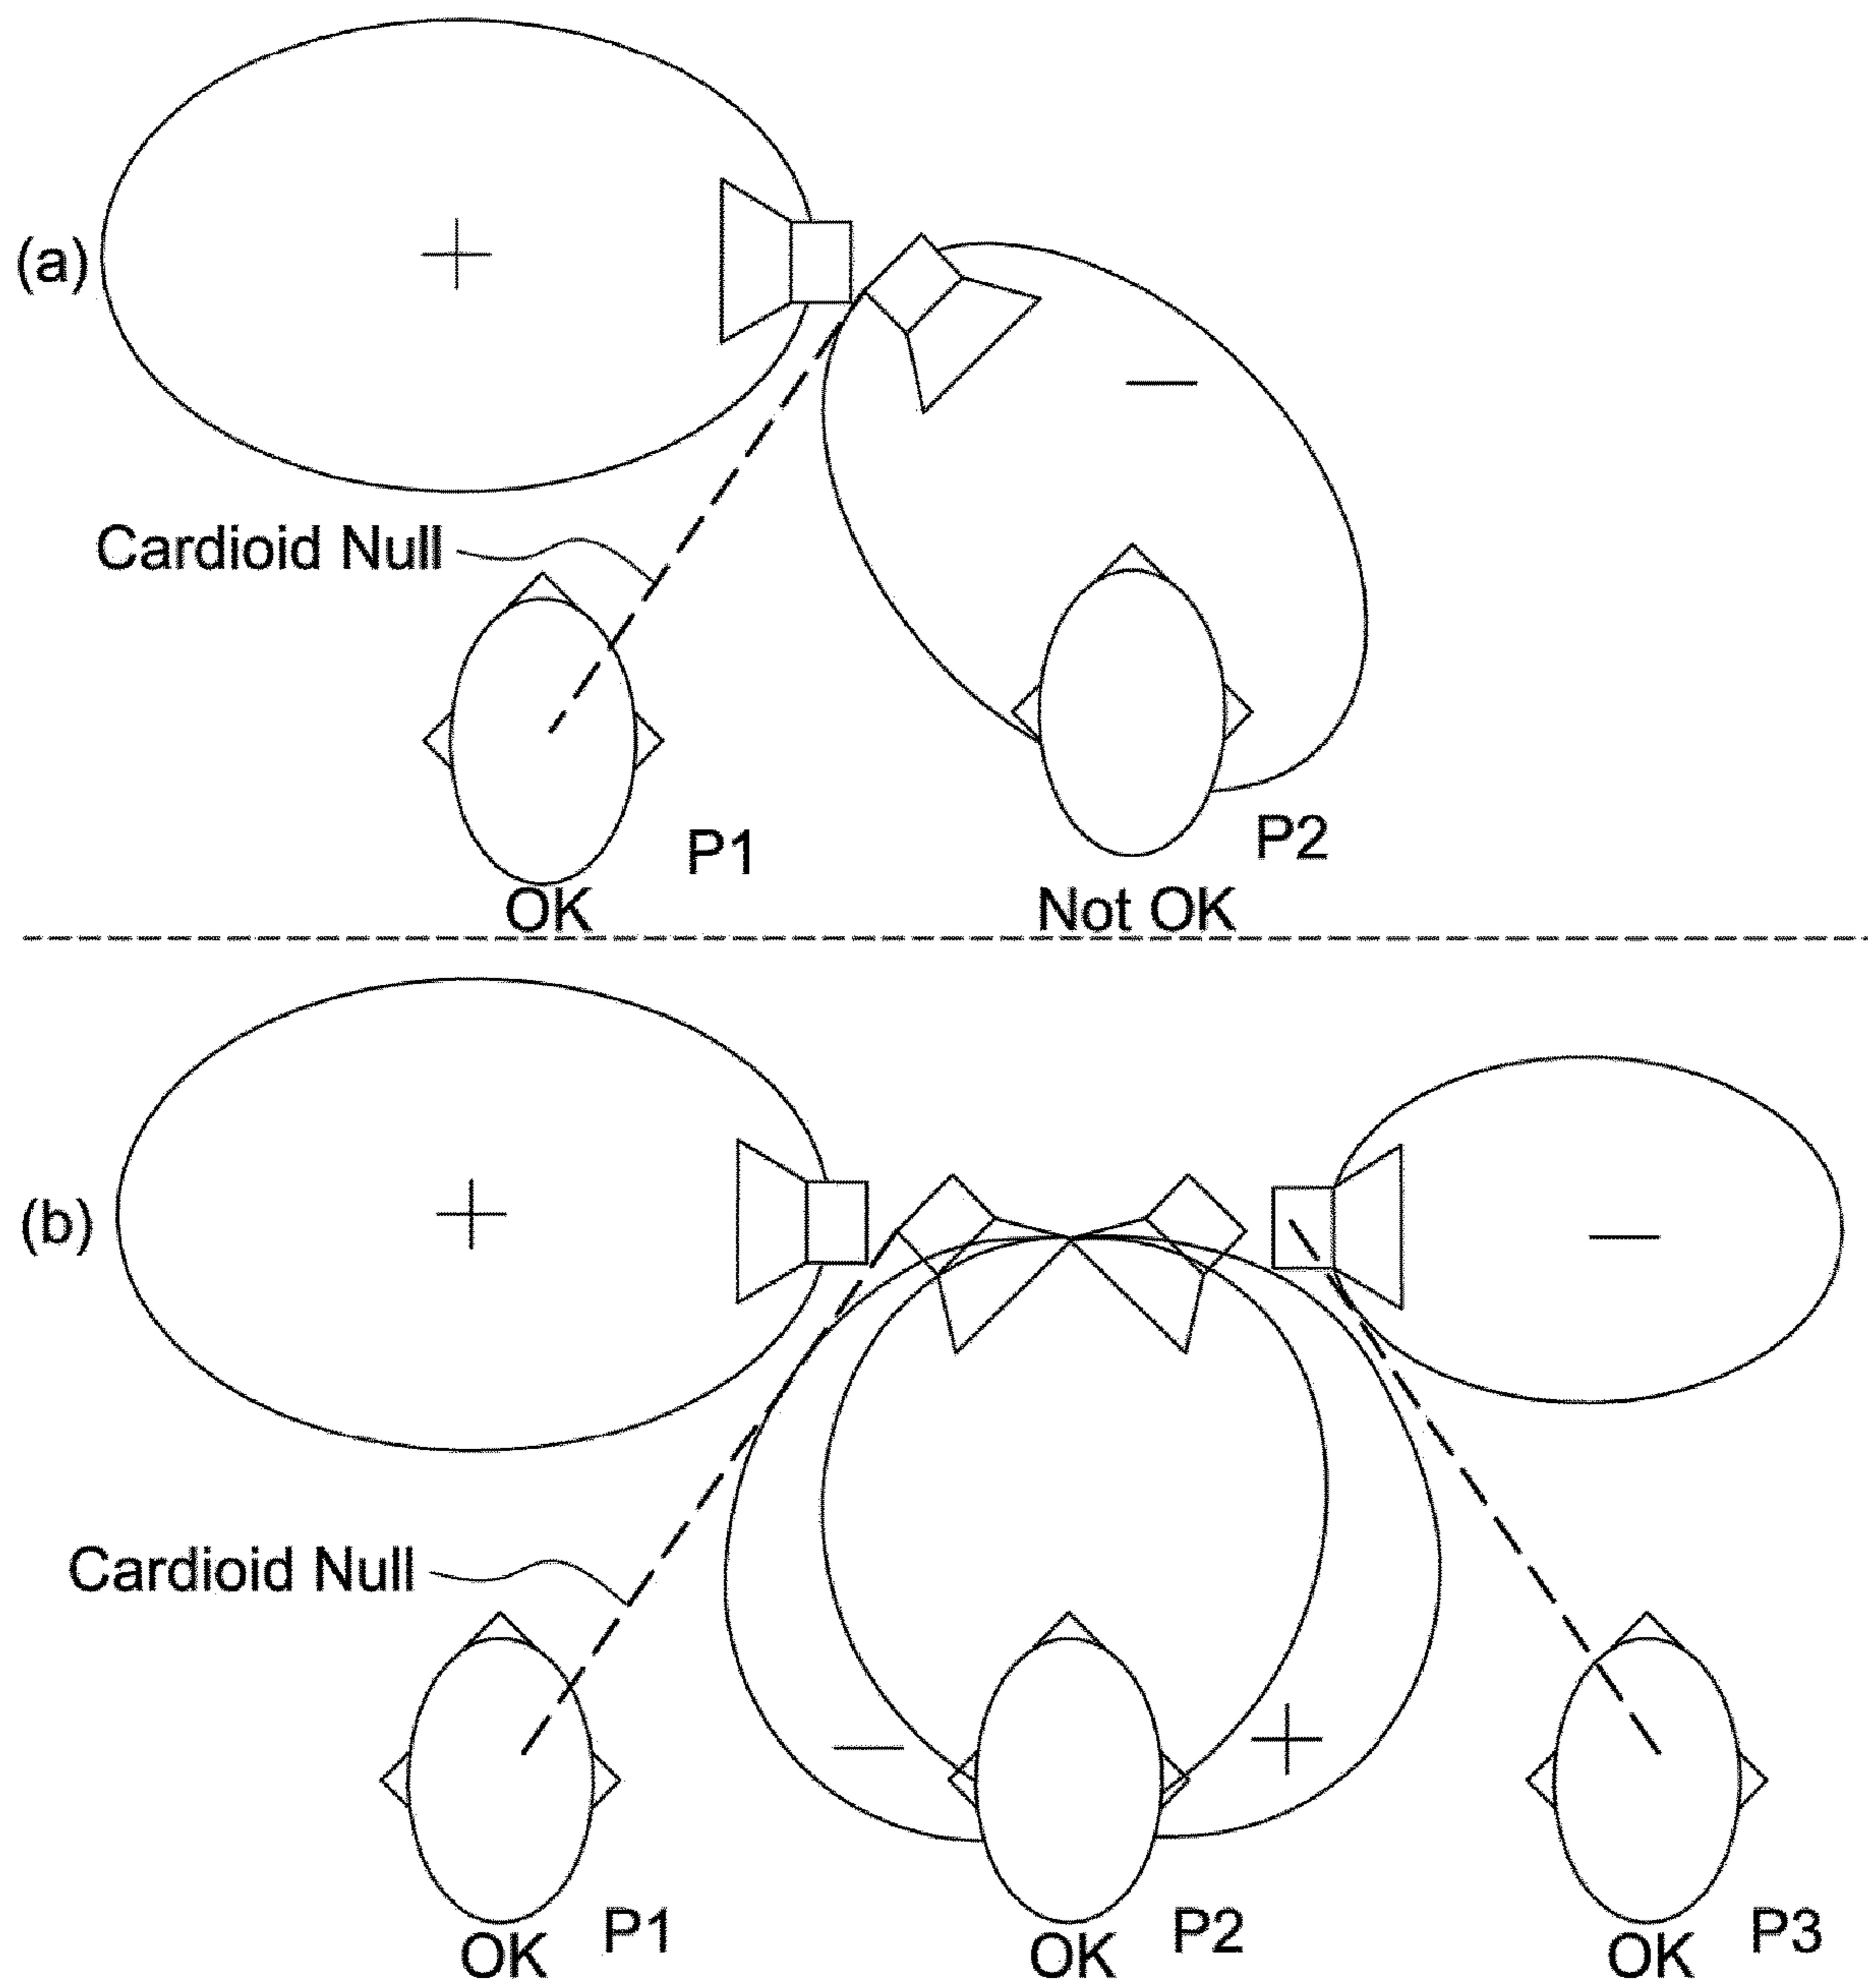 (a)
+
−
Cardioid Null
P1
P2
OK
Not OK
(b)
+
−
Cardioid Null
−
+
P1
P2
P3
OK
OK
OK